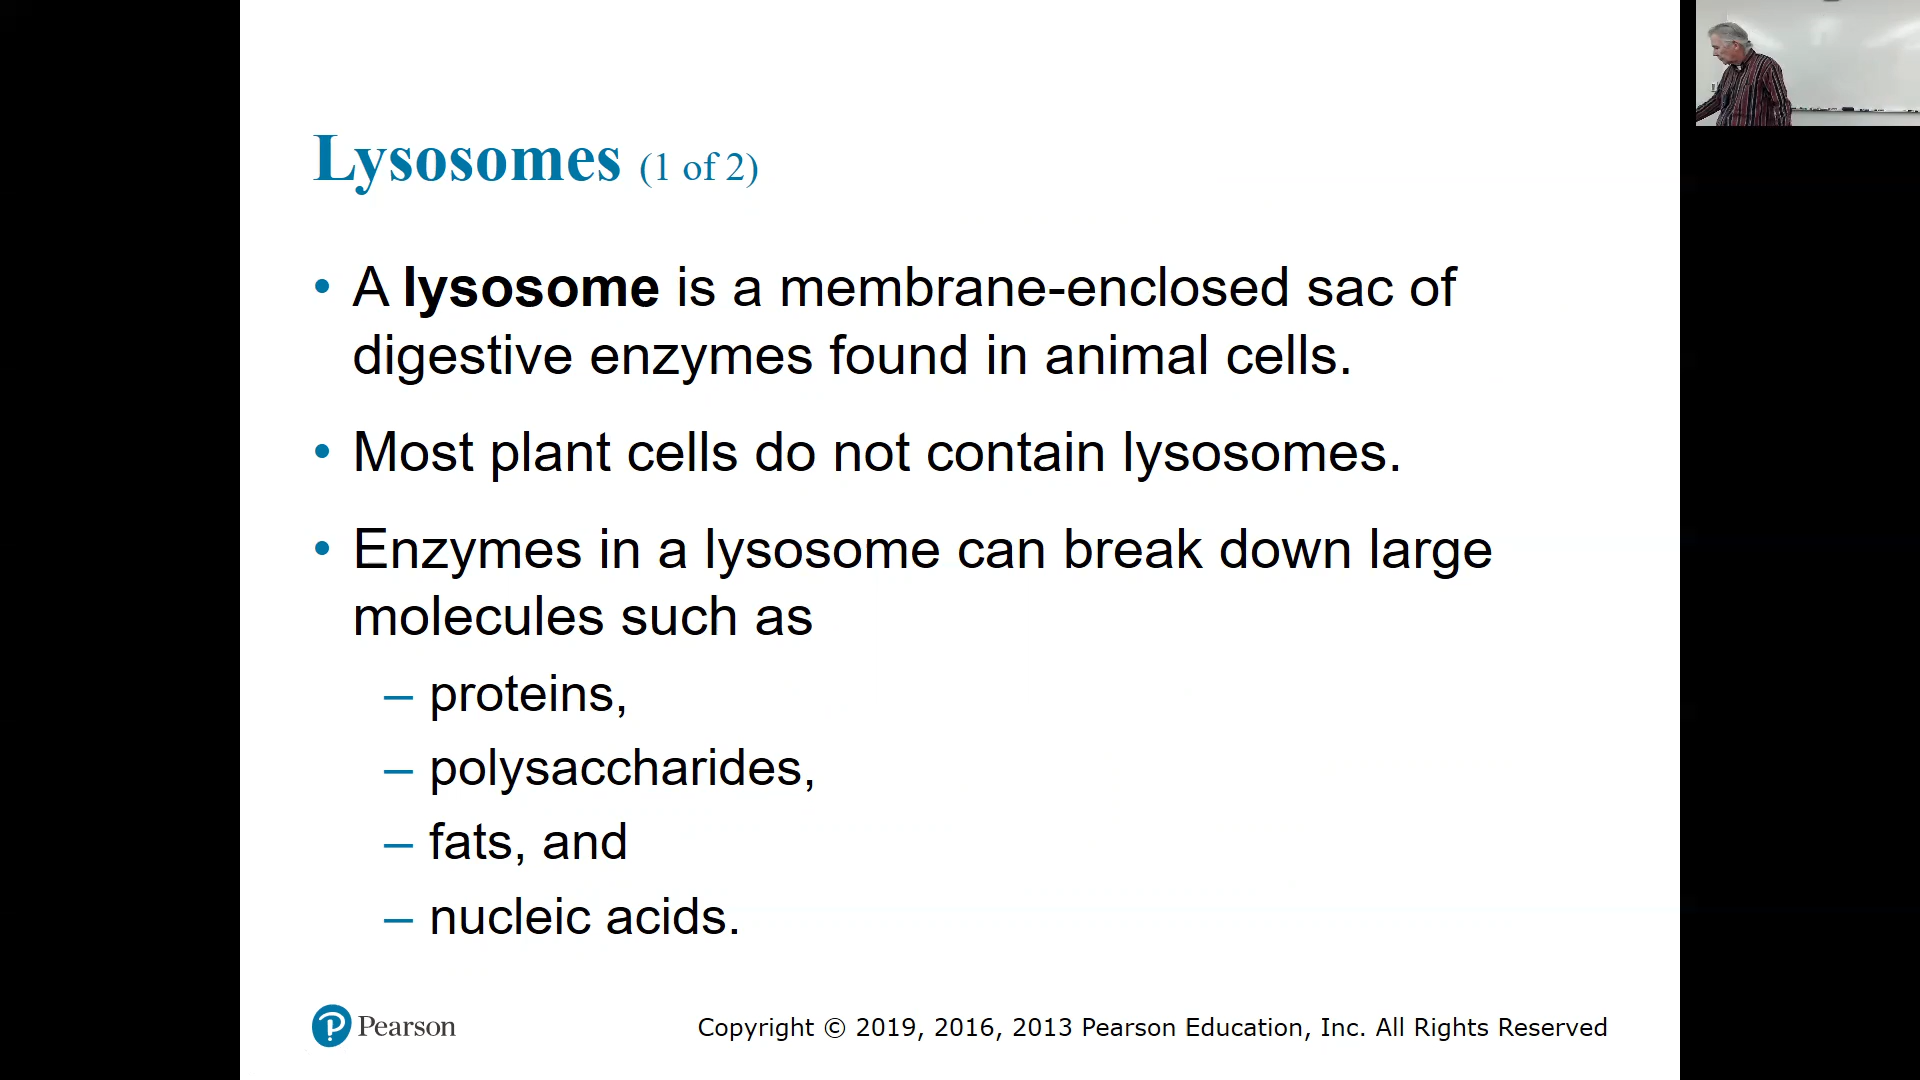 Lysosomes (1 of 2)
• A lysosome is a membrane-enclosed sac of
digestive enzymes found in animal cells.
• Most plant cells do not contain lysosomes.
• Enzymes in a lysosome can break down large
molecules such as
– proteins,
– polysaccharides,
– fats, and
– nucleic acids.
Pearson
Copyright © 2019, 2016, 2013 Pearson Education, Inc. All Rights Reserved